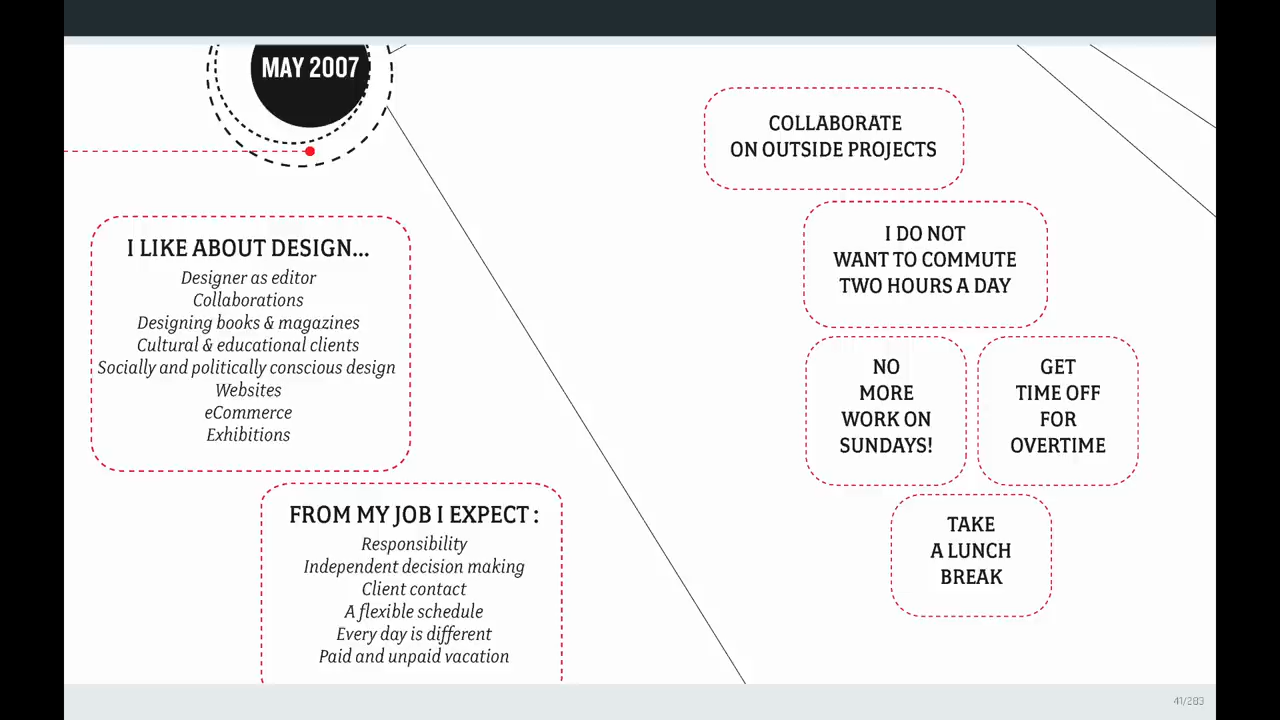 MAY 2007
I LIKE ABOUT DESIGN...
Designer as editor
Collaborations
Designing books & magazines
Cultural & educational clients
Socially and politically conscious design
Websites
eCommerce
Exhibitions
FROM MY JOB I EXPECT :
Responsibility
Independent decision making
Client contact
A flexible schedule
Every day is different
Paid and unpaid vacation
COLLABORATE
ON OUTSIDE PROJECTS
I DO NOT
WANT TO COMMUTE
TWO HOURS A DAY
NO
MORE
WORK ON
SUNDAYS!
GET
TIME OFF
FOR
OVERTIME
TAKE
A LUNCH
BREAK
41/283